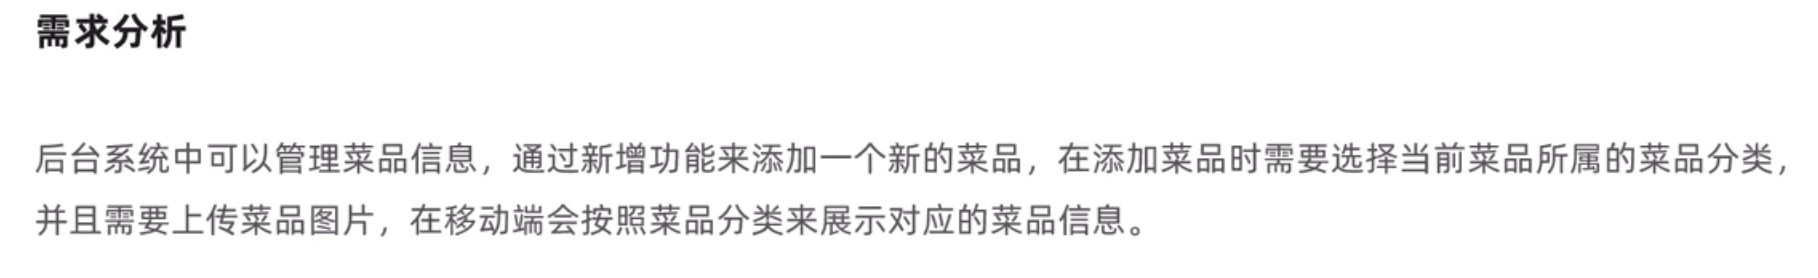 需求分析
后台系统中可以管理菜品信息，通过新增功能来添加一个新的菜品，在添加菜品时需要选择当前菜品所属的菜品分类，
并且需要上传菜品图片，在移动端会按照菜品分类来展示对应的菜品信息。